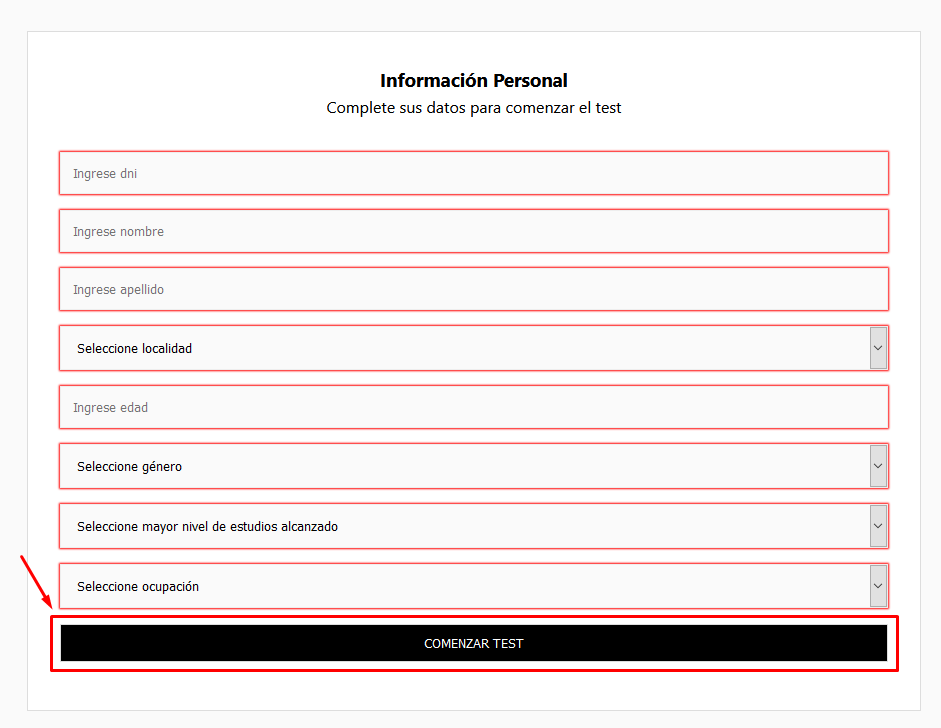 Información Personal
Complete sus datos para comenzar el test
Ingrese dni
Ingrese nombre
Ingrese apellido
Seleccione localidad
Ingrese edad
Seleccione género
Seleccione mayor nivel de estudios alcanzado
Seleccione ocupación
COMENZAR TEST